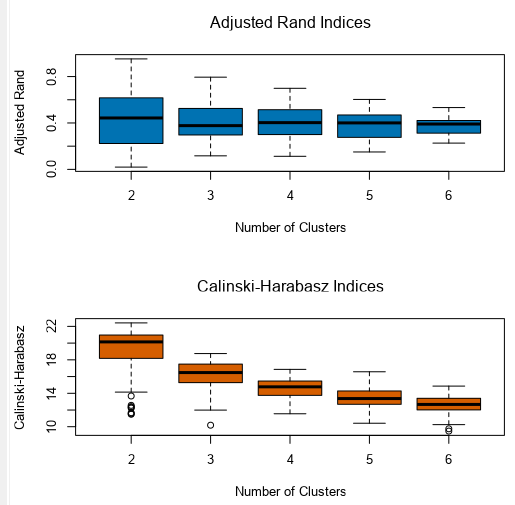 Adjusted Rand Indices
Adjusted Rand
0.0 0.4 0.8
2 3 4 5 6
Number of Clusters
Calinski-Harabasz Indices
Calinski-Harabasz
10 14 18 22
2 3 4 5 6
Number of Clusters